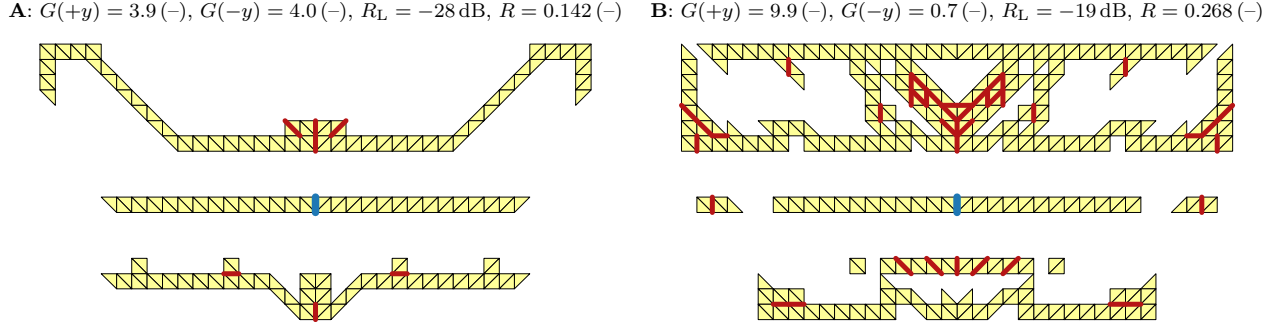 A: G(+y) = 3.9 (–), G(−y) = 4.0 (–), R_L = −28 dB, R = 0.142 (–)
B: G(+y) = 9.9 (–), G(−y) = 0.7 (–), R_L = −19 dB, R = 0.268 (–)